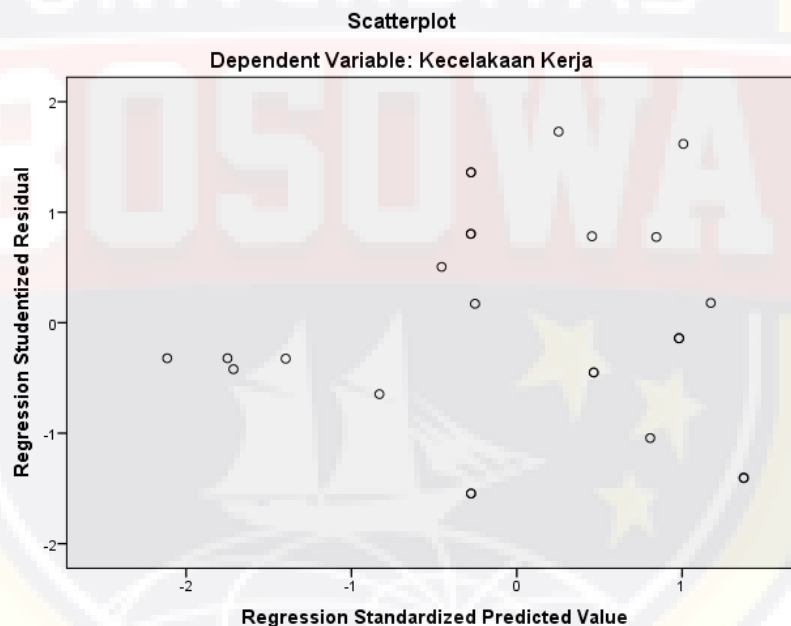 Scatterplot
Dependent Variable: Kecelakaan Kerja
OSOWA
Regression Studentized Residual
2
1
0
-1
-2
-2
-1
0
1
Regression Standardized Predicted Value